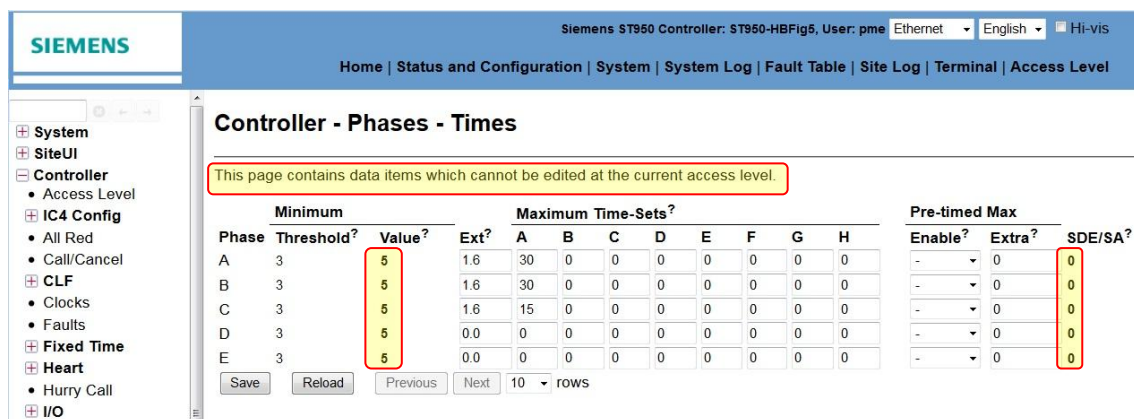 SIEMENS
Siemens ST950 Controller: ST950-HBFig5, User: pme Ethernet English Hi-vis
Home | Status and Configuration | System | System Log | Fault Table | Site Log | Terminal | Access Level
System
SiteUI
Controller
Access Level
IC4 Config
All Red
Call/Cancel
CLF
Clocks
Faults
Fixed Time
Heart
Hurry Call
I/O
Controller - Phases - Times
This page contains data items which cannot be edited at the current access level.
Minimum Maximum Time-Sets? Pre-timed Max
Phase Threshold? Value? Ext? A B C D E F G H Enable? Extra? SDE/SA?
A 3 5 1.6 30 0 0 0 0 0 0 0 - 0 0
B 3 5 1.6 30 0 0 0 0 0 0 0 - 0 0
C 3 5 1.6 15 0 0 0 0 0 0 0 - 0 0
D 3 5 0.0 0 0 0 0 0 0 0 0 - 0 0
E 3 5 0.0 0 0 0 0 0 0 0 0 - 0 0
Save Reload Previous Next 10 rows